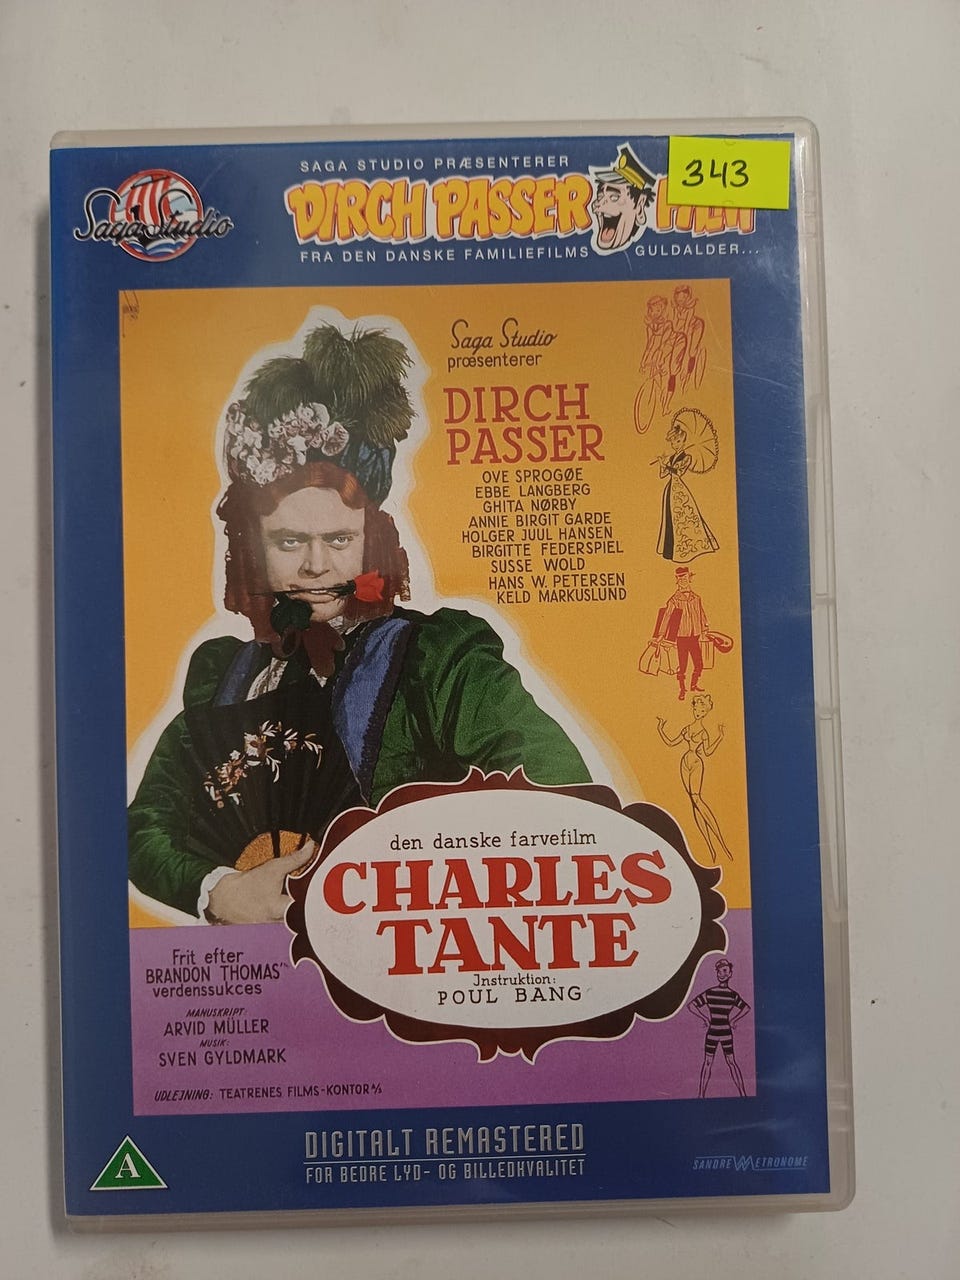 SAGA STUDIO PRÆSENTERER
343
Saga Studio
DIRCH PASSER FILM
FRA DEN DANSKE FAMILIEFILMS GULDALDER...
Saga Studio
præsenterer
DIRCH
PASSER
OVE SPROGØE
EBBE LANGBERG
GHITA NØRBY
ANNIE BIRGIT GARDE
HOLGER JUUL HANSEN
BIRGITTE FEDERSPIEL
SUSSE WOLD
HANS W. PETERSEN
KELD MARKUSLUND
den danske farvefilm
CHARLES
TANTE
Instruktion:
POUL BANG
Frit efter
BRANDON THOMAS'
verdenssukces
MANUSKRIPT:
ARVID MÜLLER
MUSIK:
SVEN GYLDMARK
UDLEJNING: TEATRENES FILMS-KONTOR A/S
DIGITALT REMASTERED
FOR BEDRE LYD- OG BILLEDKVALITET
A
SANDREW METRONOME